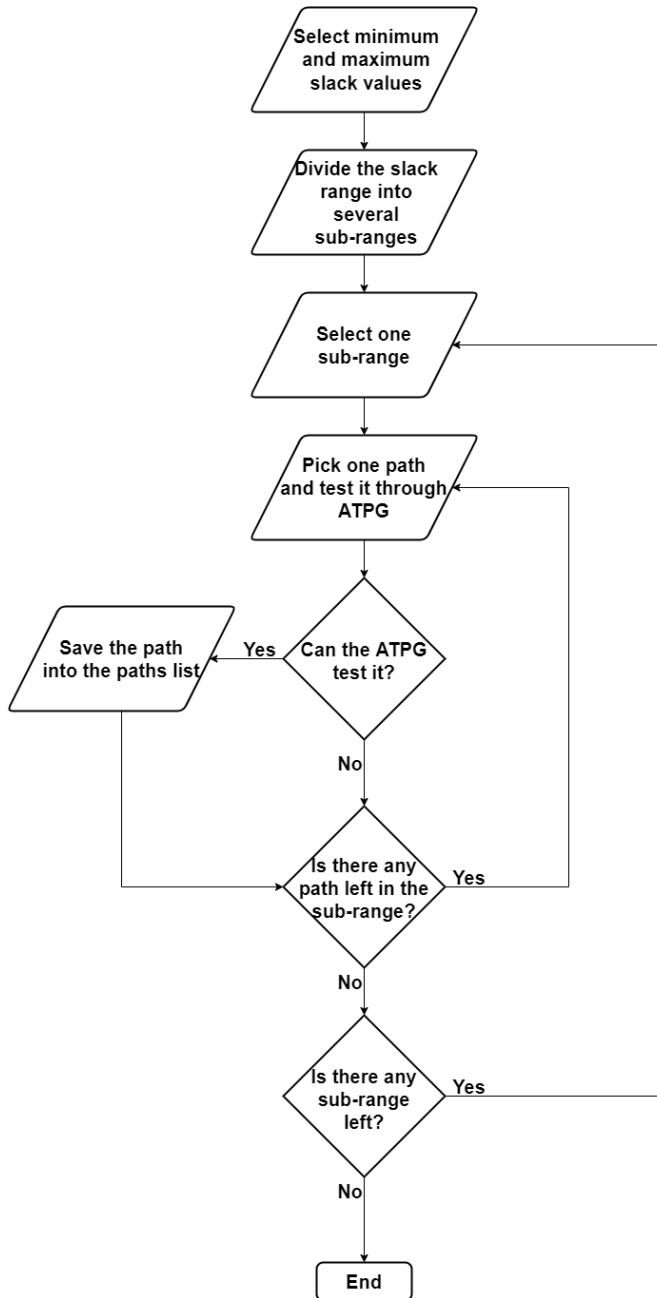 Select minimum
and maximum
slack values
Divide the slack
range into
several
sub-ranges
Select one
sub-range
Pick one path
and test it through
ATPG
Can the ATPG
test it?
Yes
Save the path
into the paths list
No
Is there any
path left in the
sub-range?
Yes
No
Is there any
sub-range
left?
Yes
No
End